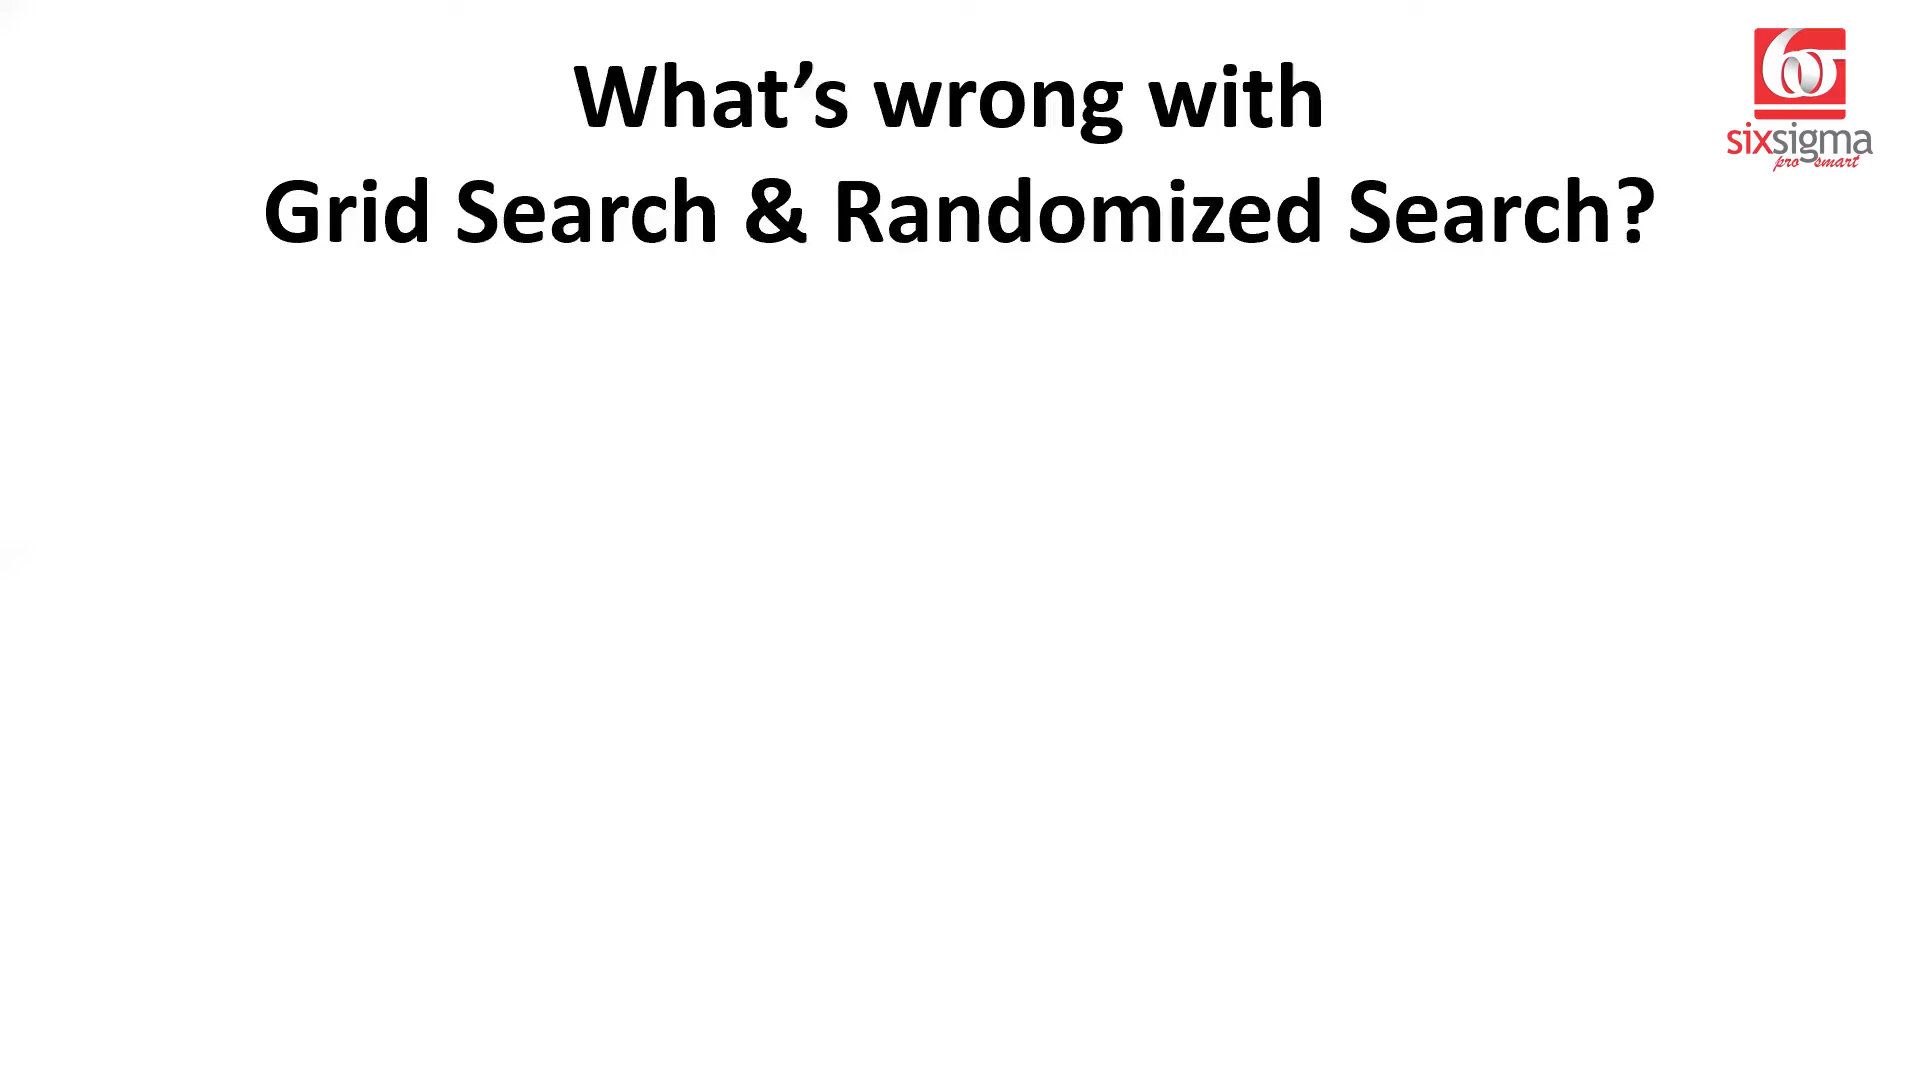 What’s wrong with
Grid Search & Randomized Search?
sixsigma
pro smart